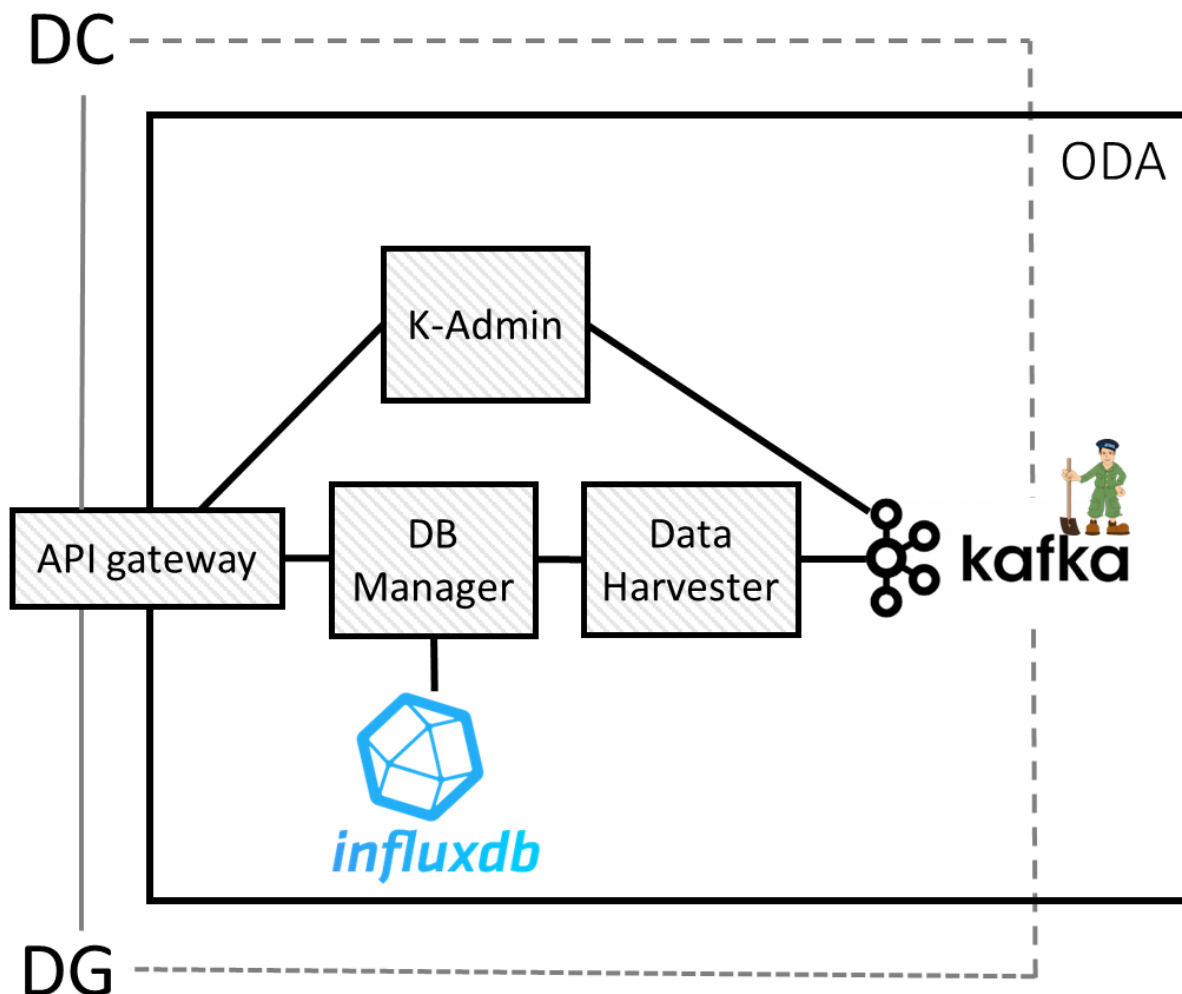 DC
ODA
K-Admin
API gateway
DB
Manager
Data
Harvester
kafka
influxdb
DG